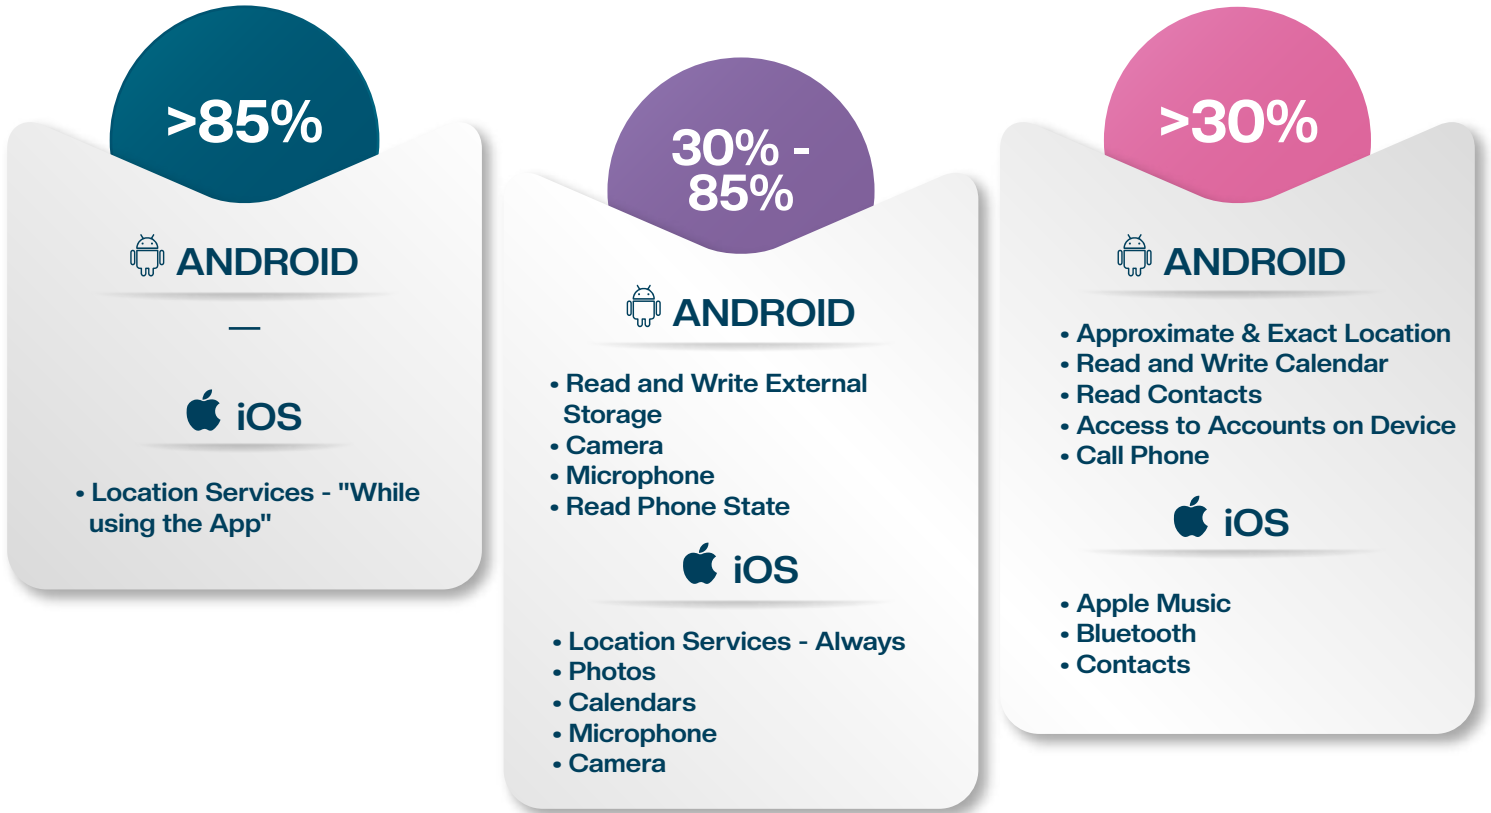 >85%
ANDROID
—
iOS
• Location Services - "While
using the App"
30% -
85%
ANDROID
• Read and Write External
Storage
• Camera
• Microphone
• Read Phone State
iOS
• Location Services - Always
• Photos
• Calendars
• Microphone
• Camera
>30%
ANDROID
• Approximate & Exact Location
• Read and Write Calendar
• Read Contacts
• Access to Accounts on Device
• Call Phone
iOS
• Apple Music
• Bluetooth
• Contacts